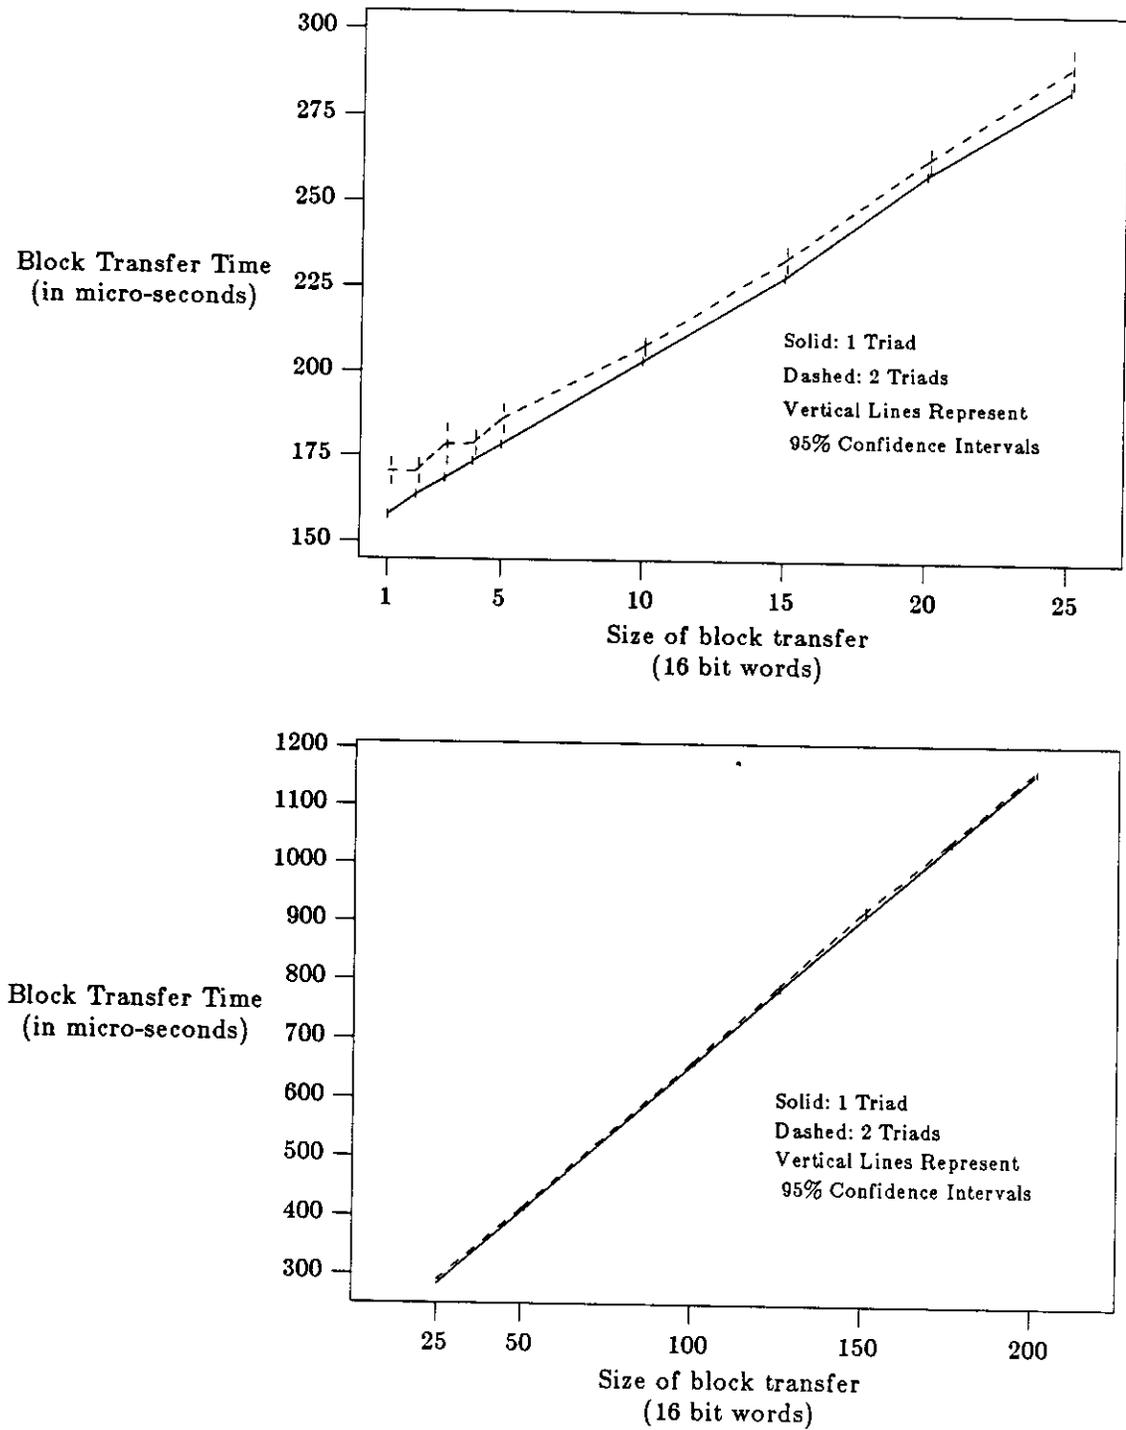 300
275
250
Block Transfer Time
(in micro-seconds)
225
200
175
150
Solid: 1 Triad
Dashed: 2 Triads
Vertical Lines Represent
95% Confidence Intervals
1 5 10 15 20 25
Size of block transfer
(16 bit words)
1200
1100
1000
900
800
Block Transfer Time
(in micro-seconds)
700
600
500
400
300
Solid: 1 Triad
Dashed: 2 Triads
Vertical Lines Represent
95% Confidence Intervals
25 50 100 150 200
Size of block transfer
(16 bit words)